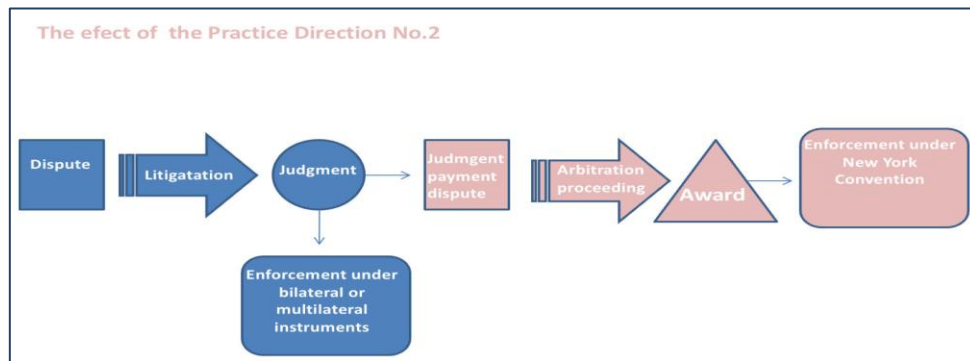 The efect of the Practice Direction No.2
Dispute
Litigatation
Judgment
Judmgent
payment
dispute
Arbitration
proceeding
Award
Enforcement under
New York
Convention
Enforcement under
bilateral or
multilateral
instruments